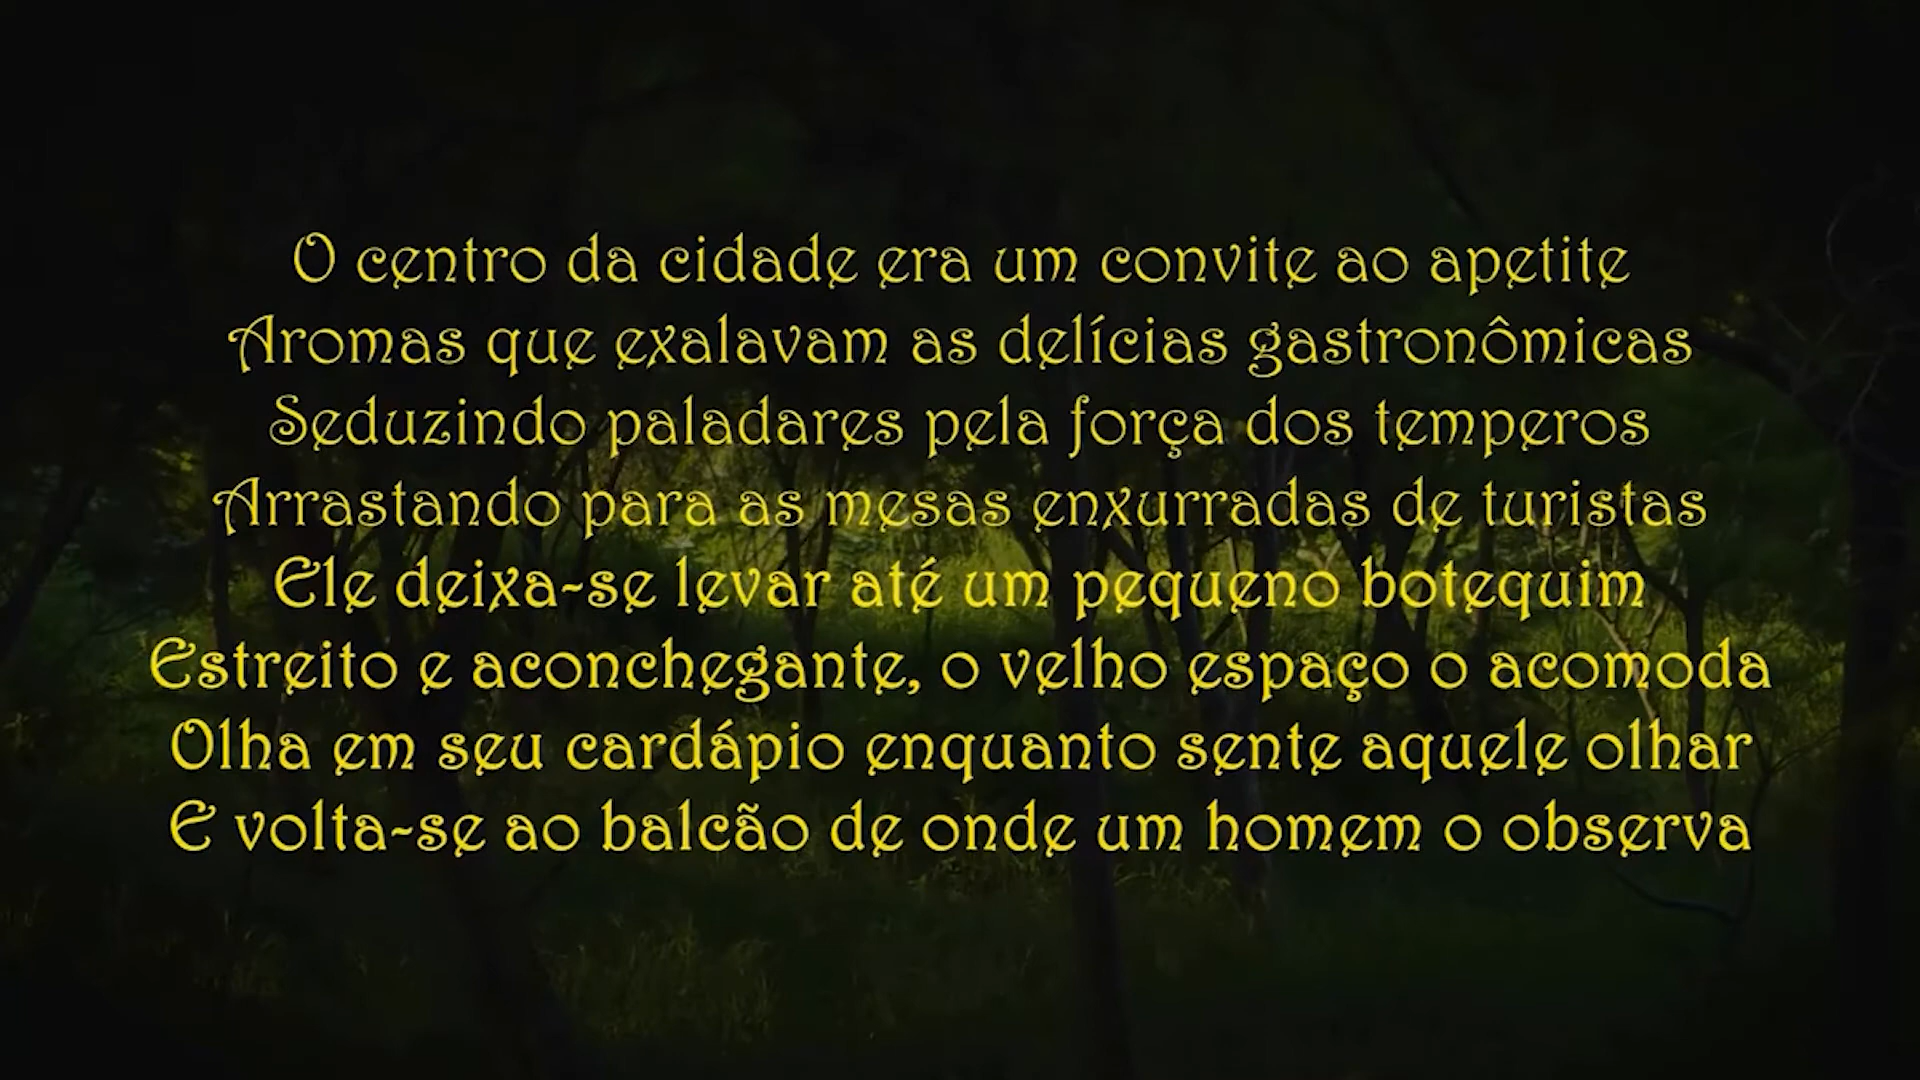 O centro da cidade era um convite ao apetite
Aromas que exalavam as delícias gastronômicas
Seduzindo paladares pela força dos temperos
Arrastando para as mesas enxurradas de turistas
Ele deixa-se levar até um pequeno botequim
Estreito e aconchegante, o velho espaço o acomoda
Olha em seu cardápio enquanto sente aquele olhar
E volta-se ao balcão de onde um homem o observa